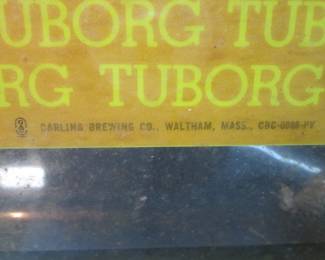 UBORG TUB
RG TUBORG
CARLING BREWING CO., WALTHAM, MASS.,